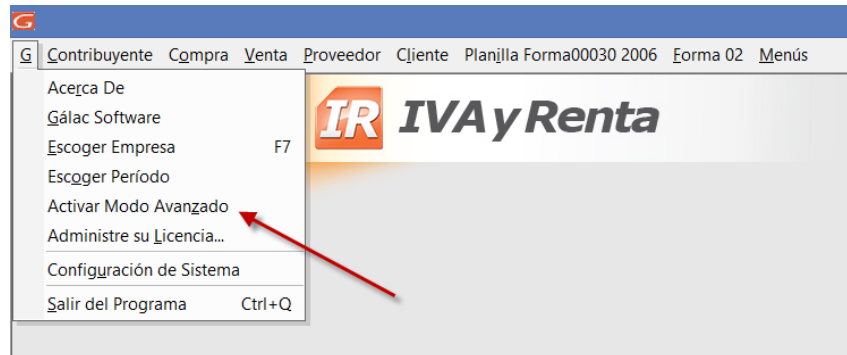 G
G Contribuyente Compra Venta Proveedor Cliente Planilla Forma00030 2006 Forma 02 Menús
Acerca De
Gálac Software
Escoger Empresa F7
Escoger Período
Activar Modo Avanzado
Administre su Licencia...
Configuración de Sistema
Salir del Programa Ctrl+Q
IR IVA y Renta